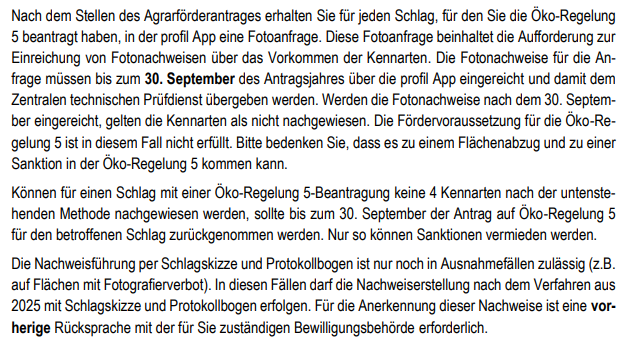 Nach dem Stellen des Agrarförderantrages erhalten Sie für jeden Schlag, für den Sie die Öko-Regelung
5 beantragt haben, in der profil App eine Fotoanfrage. Diese Fotoanfrage beinhaltet die Aufforderung zur
Einreichung von Fotonachweisen über das Vorkommen der Kennarten. Die Fotonachweise für die An-
frage müssen bis zum 30. September des Antragsjahres über die profil App eingereicht und damit dem
Zentralen technischen Prüfdienst übergeben werden. Werden die Fotonachweise nach dem 30. Septem-
ber eingereicht, gelten die Kennarten als nicht nachgewiesen. Die Fördervoraussetzung für die Öko-Re-
gelung 5 ist in diesem Fall nicht erfüllt. Bitte bedenken Sie, dass es zu einem Flächenabzug und zu einer
Sanktion in der Öko-Regelung 5 kommen kann.
Können für einen Schlag mit einer Öko-Regelung 5-Beantragung keine 4 Kennarten nach der untenste-
henden Methode nachgewiesen werden, sollte bis zum 30. September der Antrag auf Öko-Regelung 5
für den betroffenen Schlag zurückgenommen werden. Nur so können Sanktionen vermieden werden.
Die Nachweisführung per Schlagskizze und Protokollbogen ist nur noch in Ausnahmefällen zulässig (z.B.
auf Flächen mit Fotografierverbot). In diesen Fällen darf die Nachweiserstellung nach dem Verfahren aus
2025 mit Schlagskizze und Protokollbogen erfolgen. Für die Anerkennung dieser Nachweise ist eine vor-
herige Rücksprache mit der für Sie zuständigen Bewilligungsbehörde erforderlich.